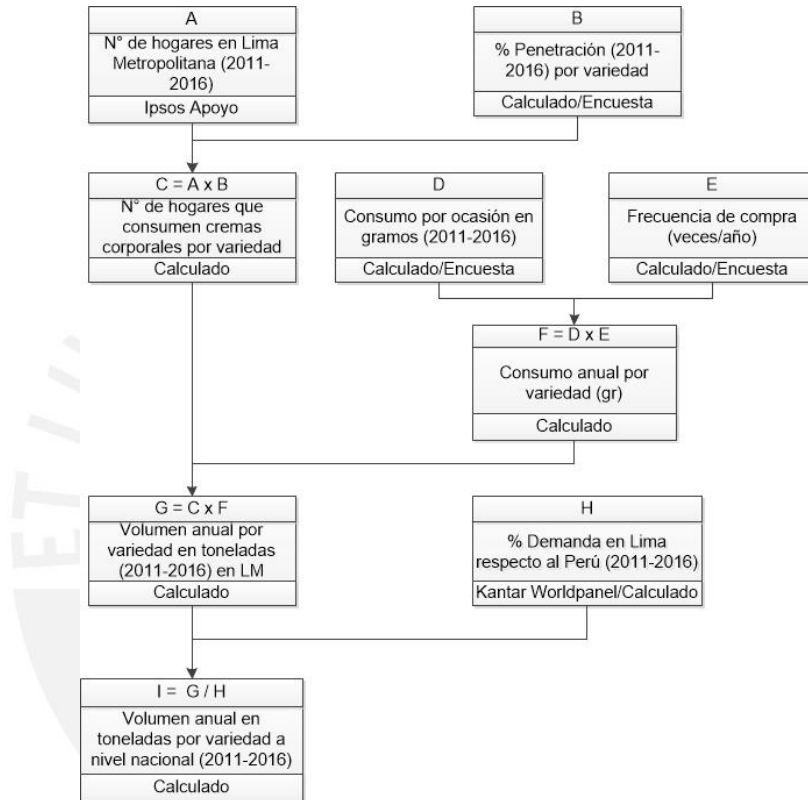 A
N° de hogares en Lima
Metropolitana (2011-
2016)
Ipsos Apoyo
B
% Penetración (2011-
2016) por variedad
Calculado/Encuesta
C = A x B
N° de hogares que
consumen cremas
corporales por variedad
Calculado
D
Consumo por ocasión en
gramos (2011-2016)
Calculado/Encuesta
E
Frecuencia de compra
(veces/año)
Calculado/Encuesta
F = D x E
Consumo anual por
variedad (gr)
Calculado
G = C x F
Volumen anual por
variedad en toneladas
(2011-2016) en LM
Calculado
H
% Demanda en Lima
respecto al Perú (2011-2016)
Kantar Worldpanel/Calculado
I = G / H
Volumen anual en
toneladas por variedad a
nivel nacional (2011-2016)
Calculado
ET